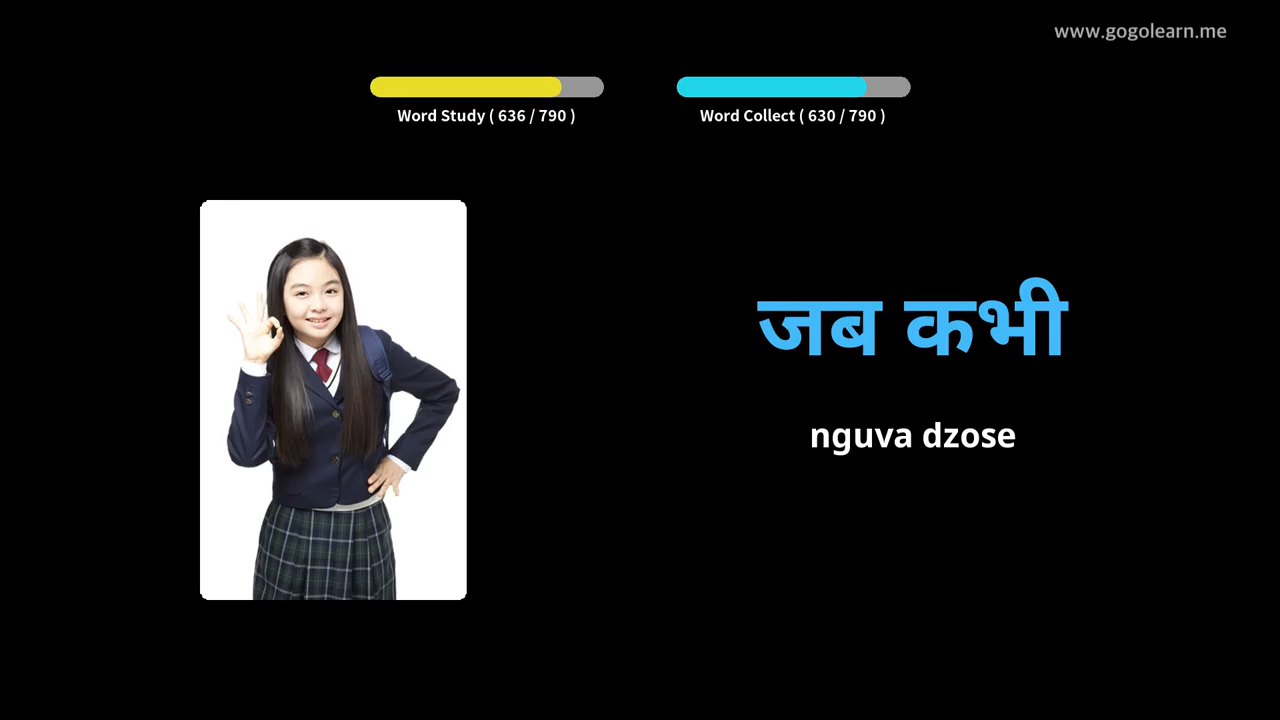 www.gogolearn.me
Word Study ( 636 / 790 )
Word Collect ( 630 / 790 )
जब कभी
nguva dzose